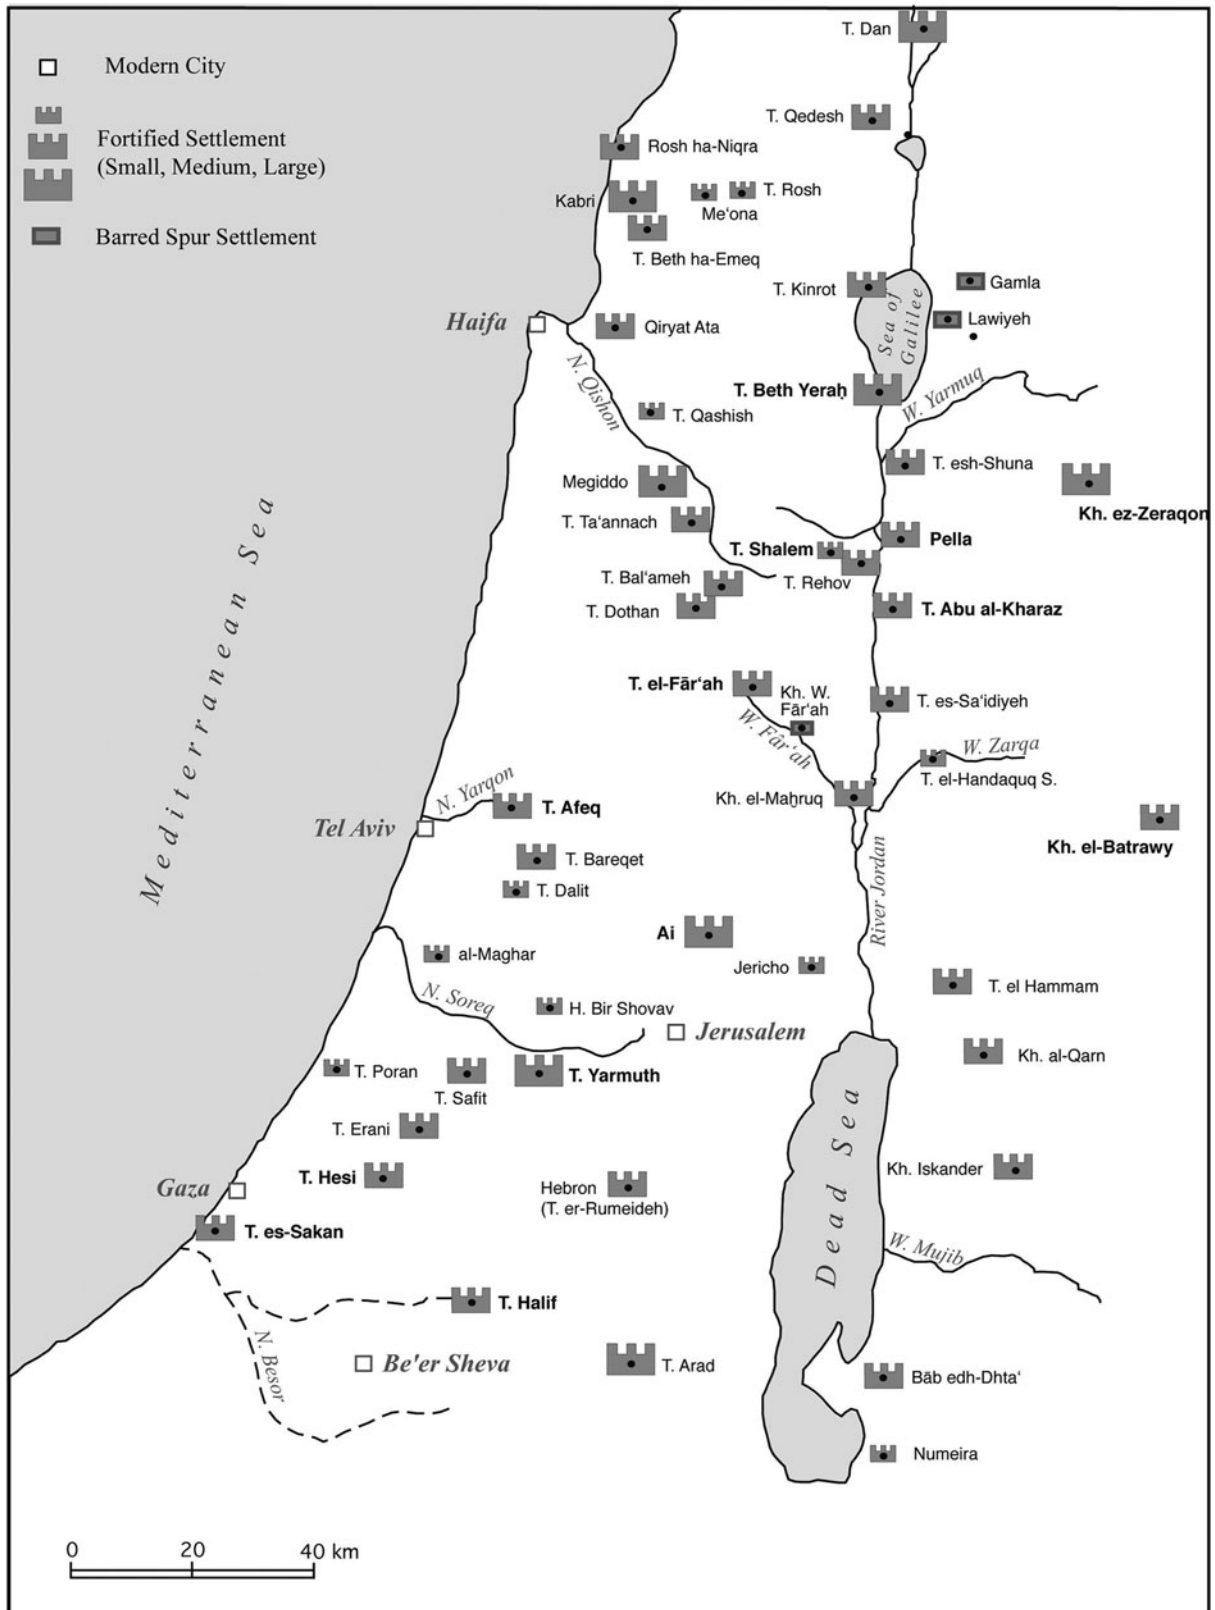 T. Dan
Modern City
Fortified Settlement
(Small, Medium, Large)
Barred Spur Settlement
T. Qedesh
Rosh ha-Niqra
Kabri
T. Rosh
Me‘ona
T. Beth ha-Emeq
T. Kinrot
Gamla
Sea of
Galilee
Lawiyeh
Haifa
Qiryat Ata
N. Qishon
T. Beth Yeraḥ
W. Yarmuq
T. Qashish
T. esh-Shuna
Megiddo
Kh. ez-Zeraqon
T. Ta‘annach
T. Shalem
Pella
T. Rehov
T. Bal‘ameh
T. Dothan
T. Abu al-Kharaz
Mediterranean Sea
T. el-Fār‘ah
Kh. W.
Fār‘ah
W. Fâr‘ah
T. es-Sa‘idiyeh
W. Zarqa
T. el-Handaquq S.
Kh. el-Maḫruq
N. Yarqon
T. Afeq
Tel Aviv
Kh. el-Batrawy
T. Bareqet
T. Dalit
River Jordan
Ai
al-Maghar
Jericho
T. el Hammam
N. Soreq
H. Bir Shovav
Jerusalem
Kh. al-Qarn
T. Poran
T. Safit
T. Yarmuth
T. Erani
Dead Sea
Kh. Iskander
T. Hesi
Gaza
Hebron
(T. er-Rumeideh)
T. es-Sakan
W. Mujib
T. Halif
N. Besor
Be'er Sheva
T. Arad
Bāb edh-Dhta‘
Numeira
0 20 40 km